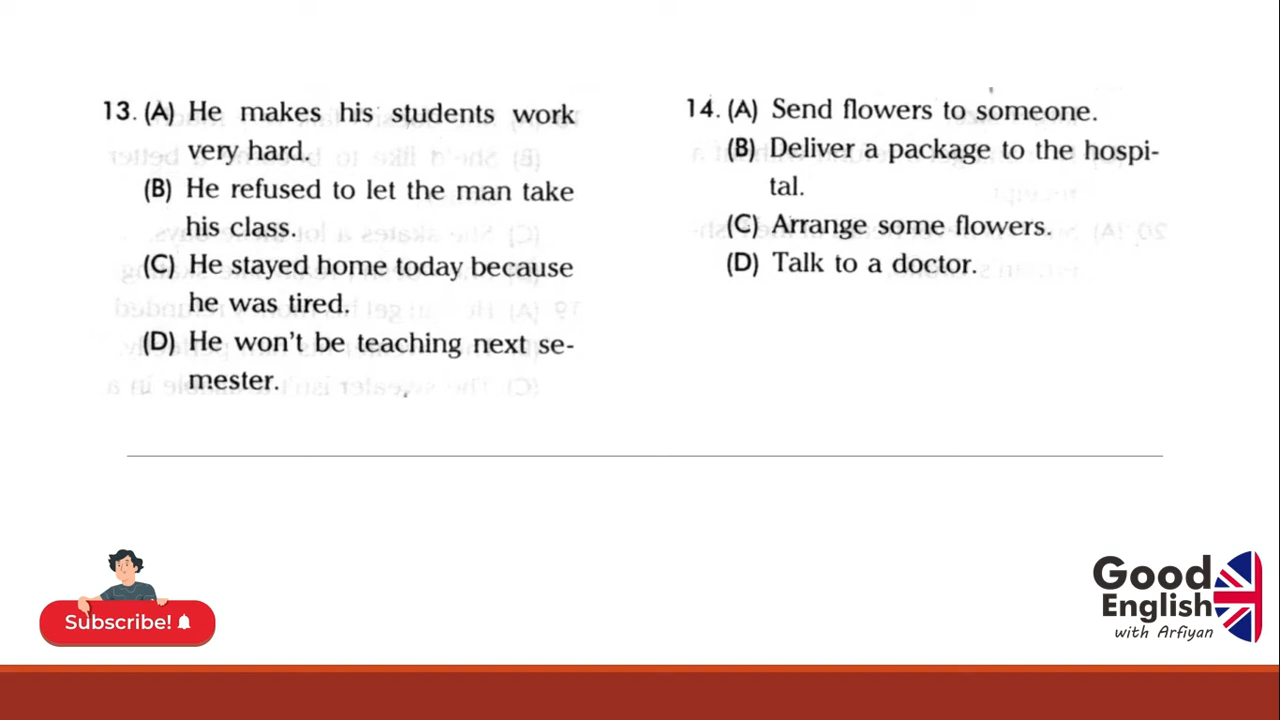 13. (A) He makes his students work
very hard.
(B) He refused to let the man take
his class.
(C) He stayed home today because
he was tired.
(D) He won't be teaching next se-
mester.
14. (A) Send flowers to someone.
(B) Deliver a package to the hospi-
tal.
(C) Arrange some flowers.
(D) Talk to a doctor.
Subscribe!
Good
English
with Arfiyan